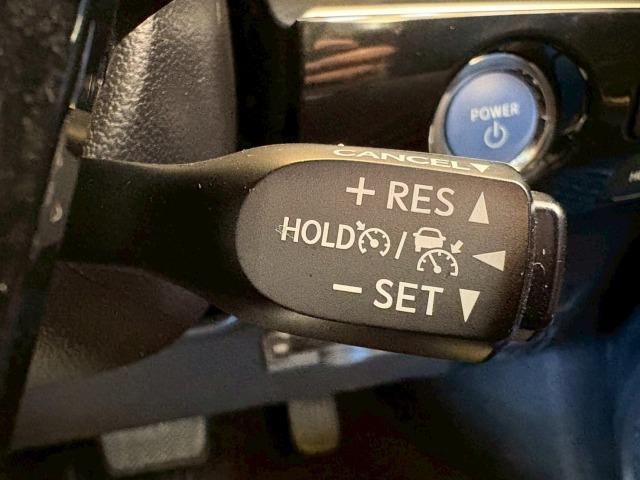 POWER
CANCEL▼
+ RES ▲
HOLD / ◀
− SET ▼